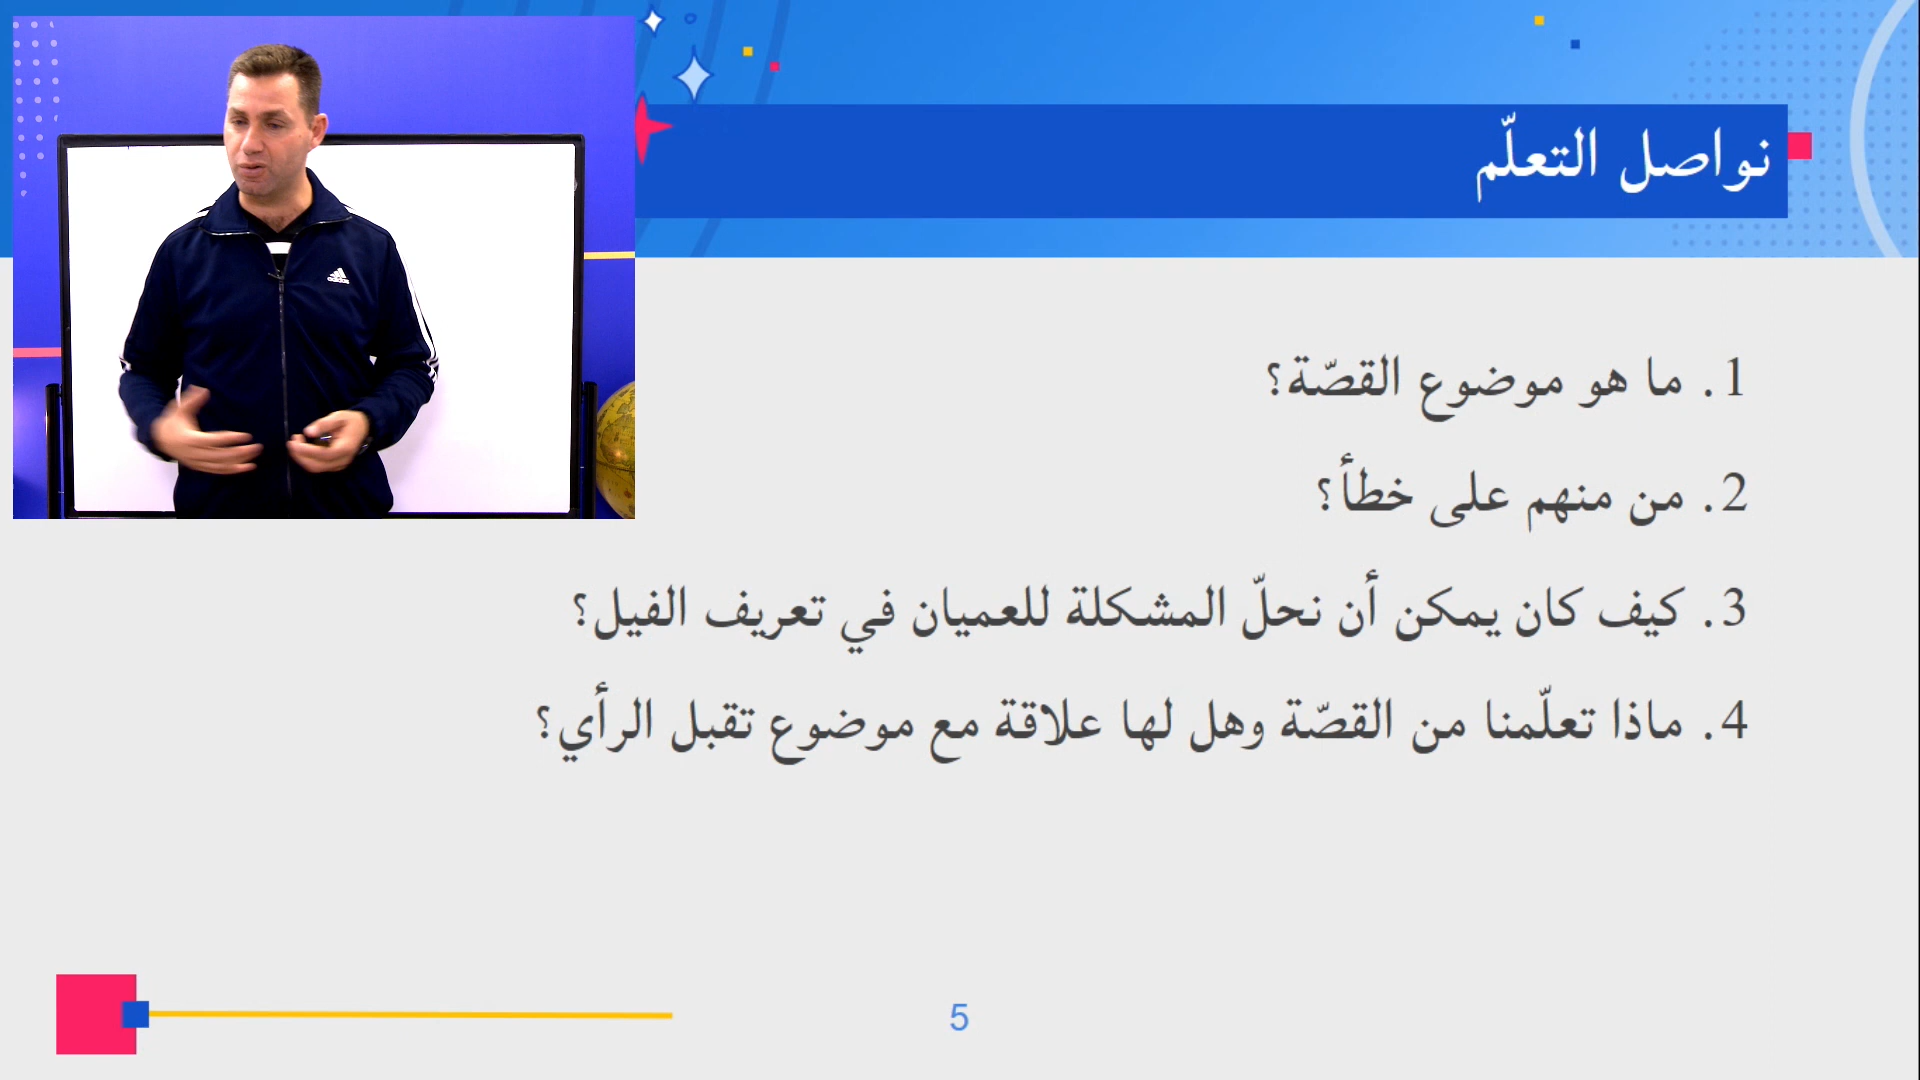 نواصل التعلّم
1. ما هو موضوع القصّة؟
2. من منهم على خطأ؟
3. كيف كان يمكن أن نحلّ المشكلة للعميان في تعريف الفيل؟
4. ماذا تعلّمنا من القصّة وهل لها علاقة مع موضوع تقبل الرأي؟
5
adidas